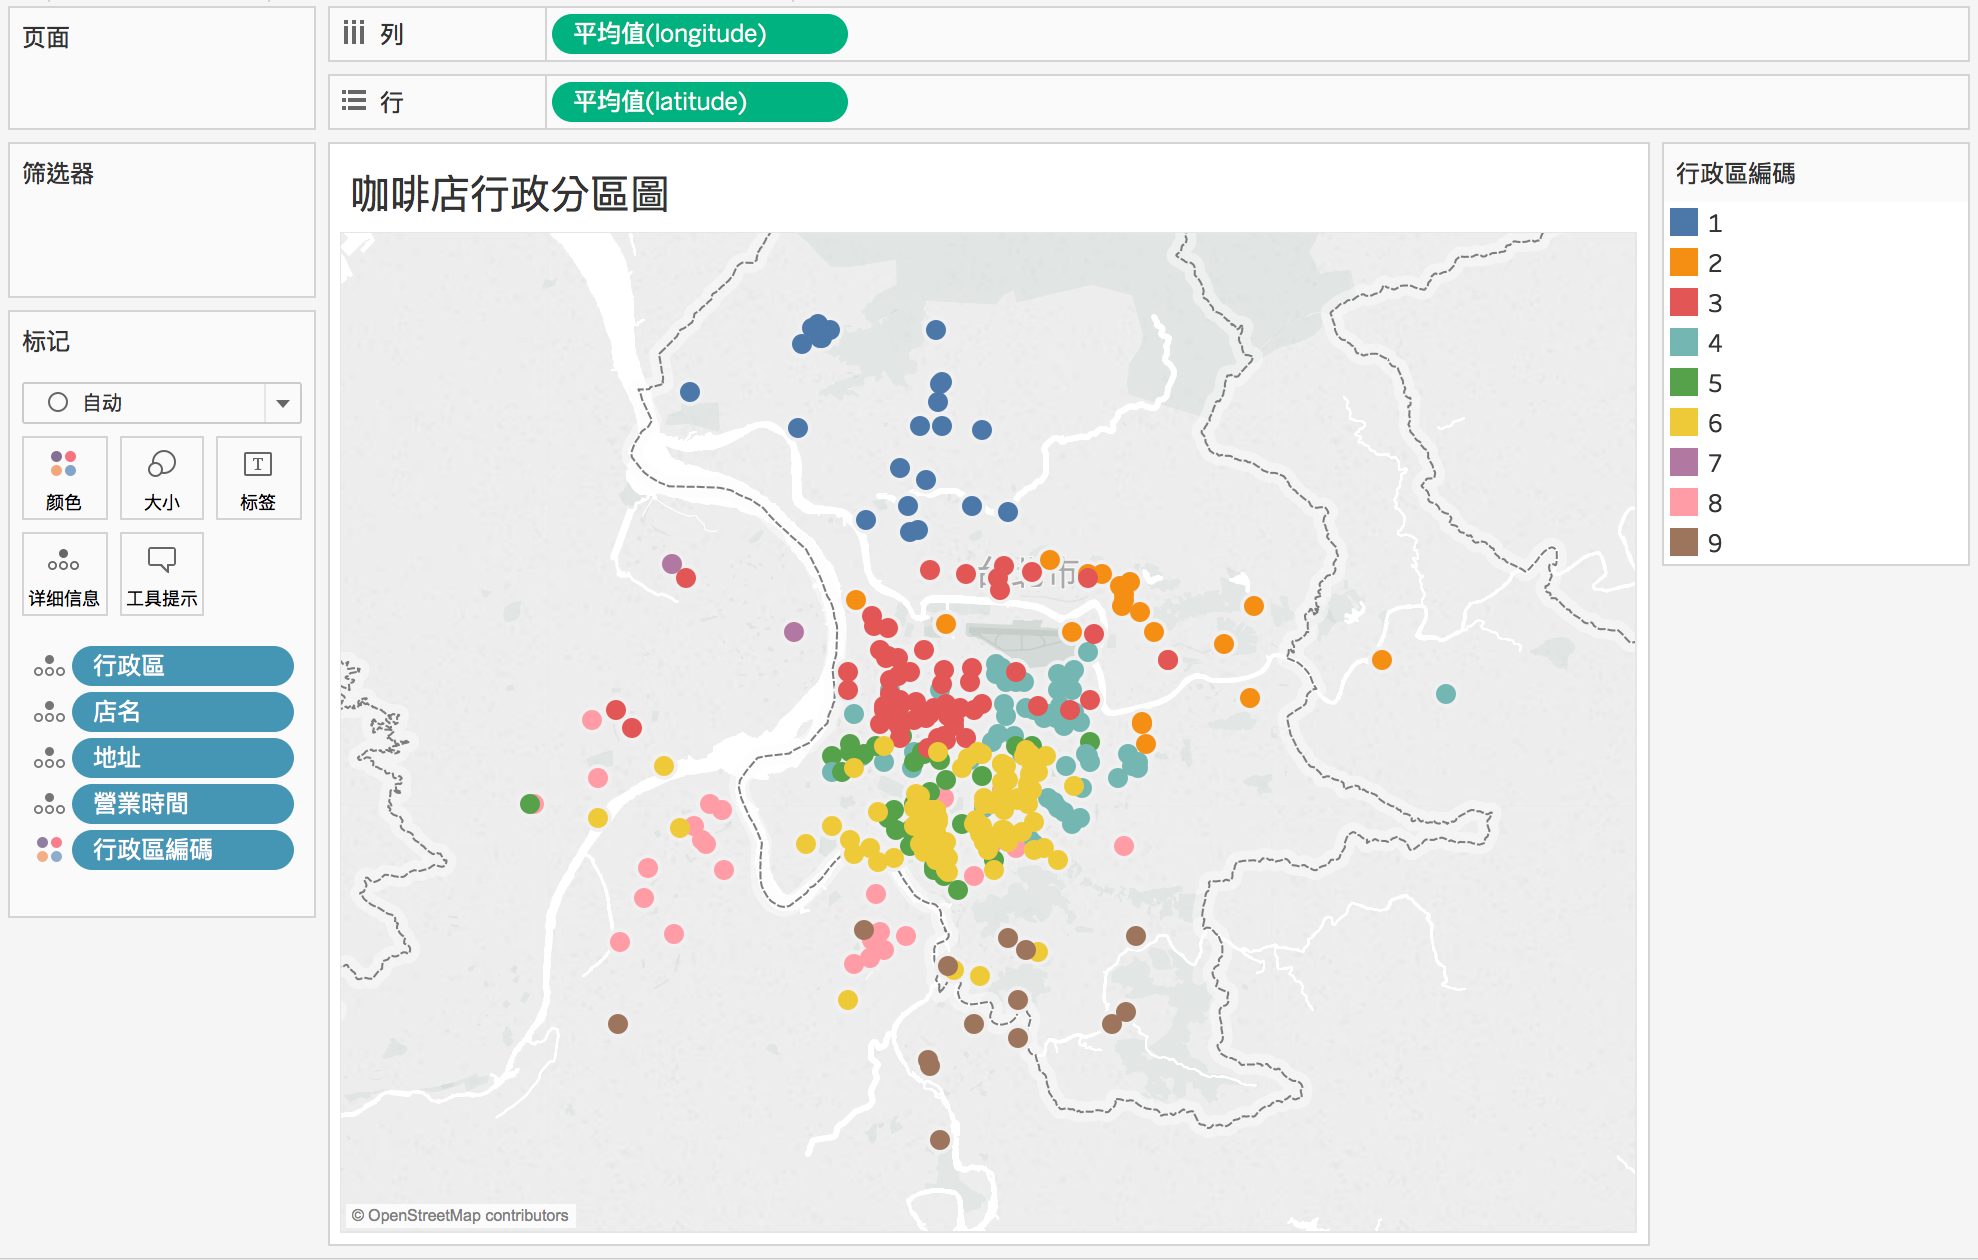 页面
列
平均值(longitude)
行
平均值(latitude)
筛选器
标记
自动
颜色
大小
标签
详细信息
工具提示
行政區
店名
地址
營業時間
行政區編碼
咖啡店行政分區圖
台北市
© OpenStreetMap contributors
行政區編碼
1
2
3
4
5
6
7
8
9